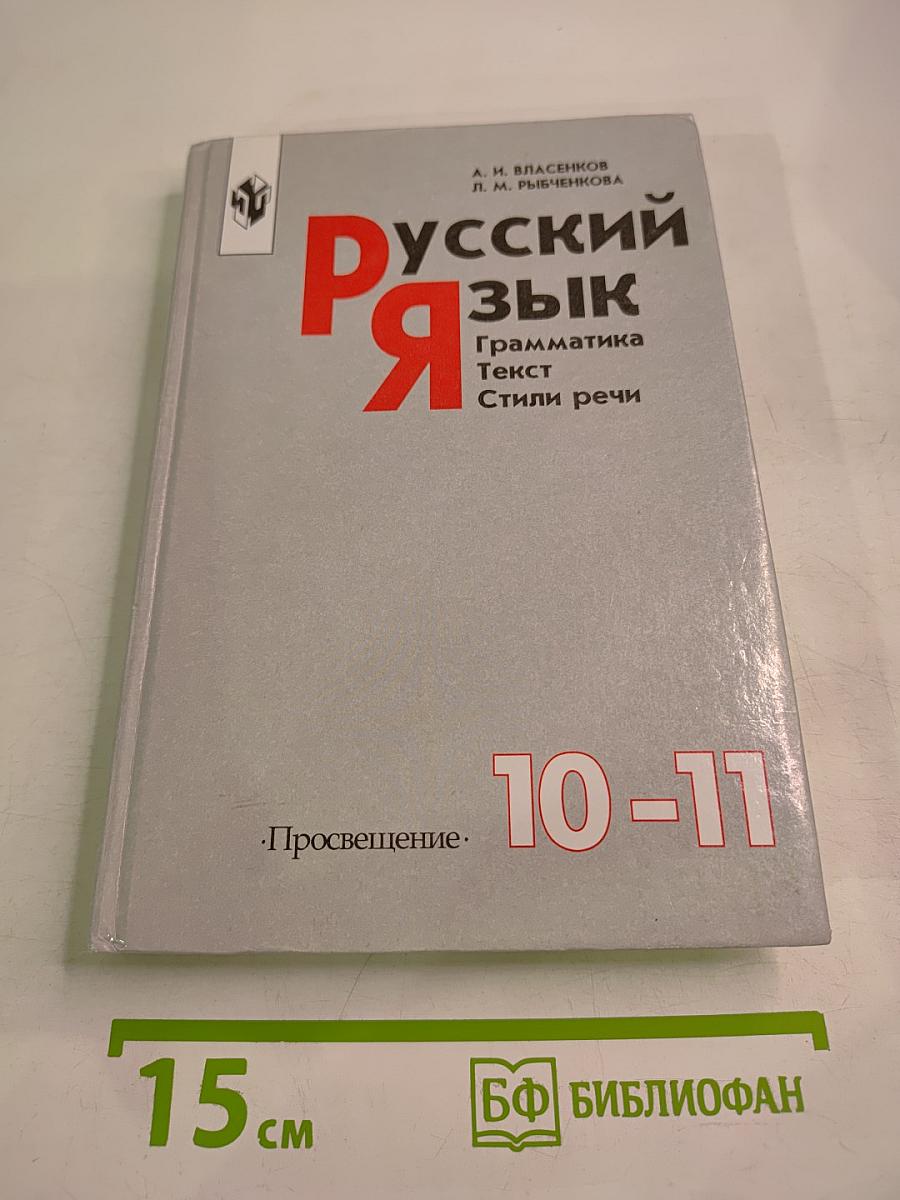 А. И. ВЛАСЕНКОВ
Л. М. РЫБЧЕНКОВА
Русский
Язык
Грамматика
Текст
Стили речи
·Просвещение·
10-11
15 см
БФ БИБЛИОФАН